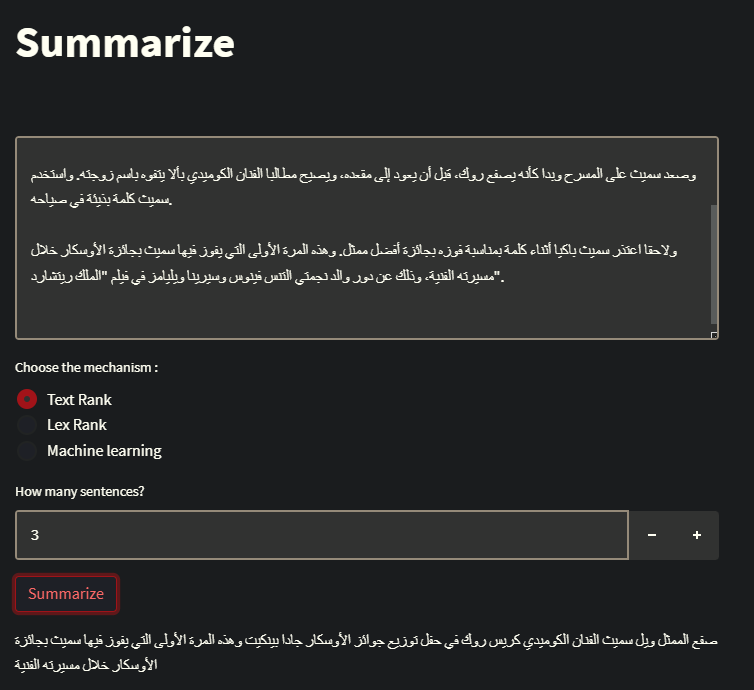 Summarize
وصعد سميث على المسرح وبدا كأنه يصفع روك، قبل أن يعود إلى مقعده، ويصيح مطالبا الفنان الكوميدي بألا يتفوه باسم زوجته. واستخدم
سميث كلمة بذيئة في صياحه.
ولاحقا اعتذر سميث باكيا أثناء كلمة بمناسبة فوزه بجائزة أفضل ممثل. وهذه المرة الأولى التي يفوز فيها سميث بجائزة الأوسكار خلال
مسيرته الفنية، وذلك عن دور والد نجمتي التنس فينوس وسيرينا ويليامز في فيلم "الملك ريتشارد".
Choose the mechanism :
Text Rank
Lex Rank
Machine learning
How many sentences?
3 − +
Summarize
صفع الممثل ويل سميث الفنان الكوميدي كريس روك في حفل توزيع جوائز الأوسكار جادا بينكيت وهذه المرة الأولى التي يفوز فيها سميث بجائزة
الأوسكار خلال مسيرته الفنية